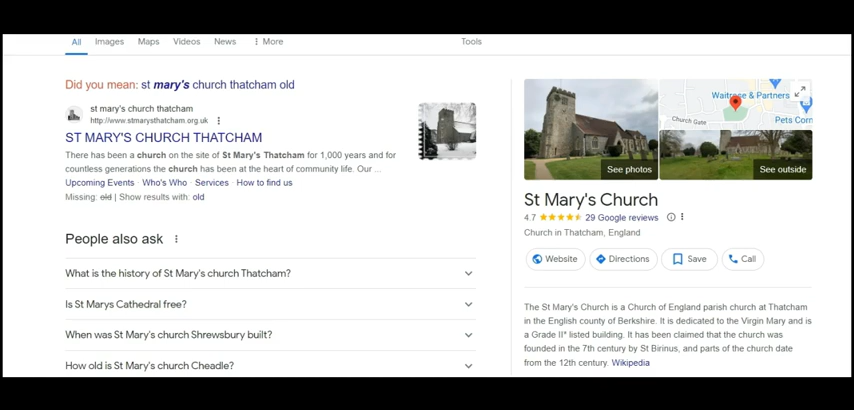 All Images Maps Videos News More Tools
Did you mean: st mary's church thatcham old
st mary's church thatcham
http://www.stmarysthatcham.org.uk
ST MARY'S CHURCH THATCHAM
There has been a church on the site of St Mary's Thatcham for 1,000 years and for
countless generations the church has been at the heart of community life. Our ...
Upcoming Events · Who's Who · Services · How to find us
Missing: old | Show results with: old
People also ask
What is the history of St Mary's church Thatcham?
Is St Marys Cathedral free?
When was St Mary's church Shrewsbury built?
How old is St Mary's church Cheadle?
Waitrose & Partners
Church Gate
Pets Corn
See photos
See outside
St Mary's Church
4.7 29 Google reviews
Church in Thatcham, England
Website Directions Save Call
The St Mary's Church is a Church of England parish church at Thatcham
in the English county of Berkshire. It is dedicated to the Virgin Mary and is
a Grade II* listed building. It has been claimed that the church was
founded in the 7th century by St Birinus, and parts of the church date
from the 12th century. Wikipedia